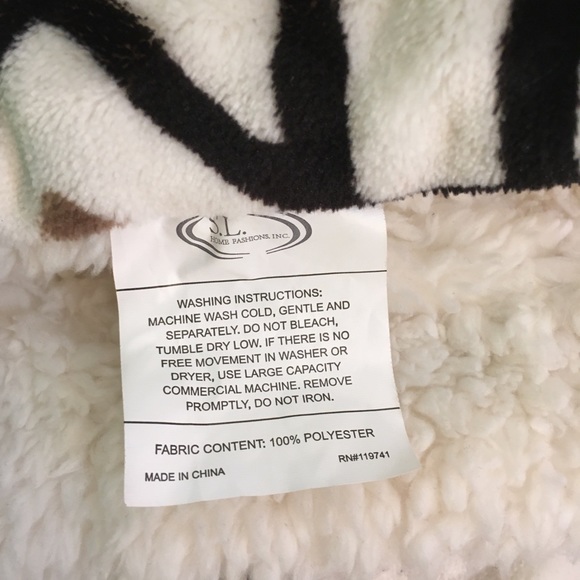 S.L.
HOME FASHIONS, INC.
WASHING INSTRUCTIONS:
MACHINE WASH COLD, GENTLE AND
SEPARATELY. DO NOT BLEACH,
TUMBLE DRY LOW. IF THERE IS NO
FREE MOVEMENT IN WASHER OR
DRYER, USE LARGE CAPACITY
COMMERCIAL MACHINE. REMOVE
PROMPTLY, DO NOT IRON.
FABRIC CONTENT: 100% POLYESTER
MADE IN CHINA
RN#119741